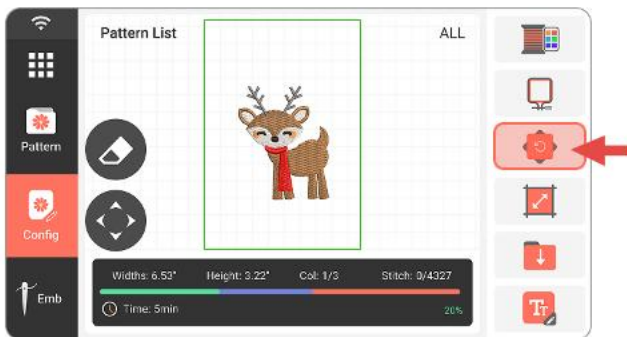 Pattern List
ALL
Pattern
Config
Emb
Widths: 6.53" Height: 3.22" Col: 1/3 Stitch: 0/4327
Time: 5min
20%
TT